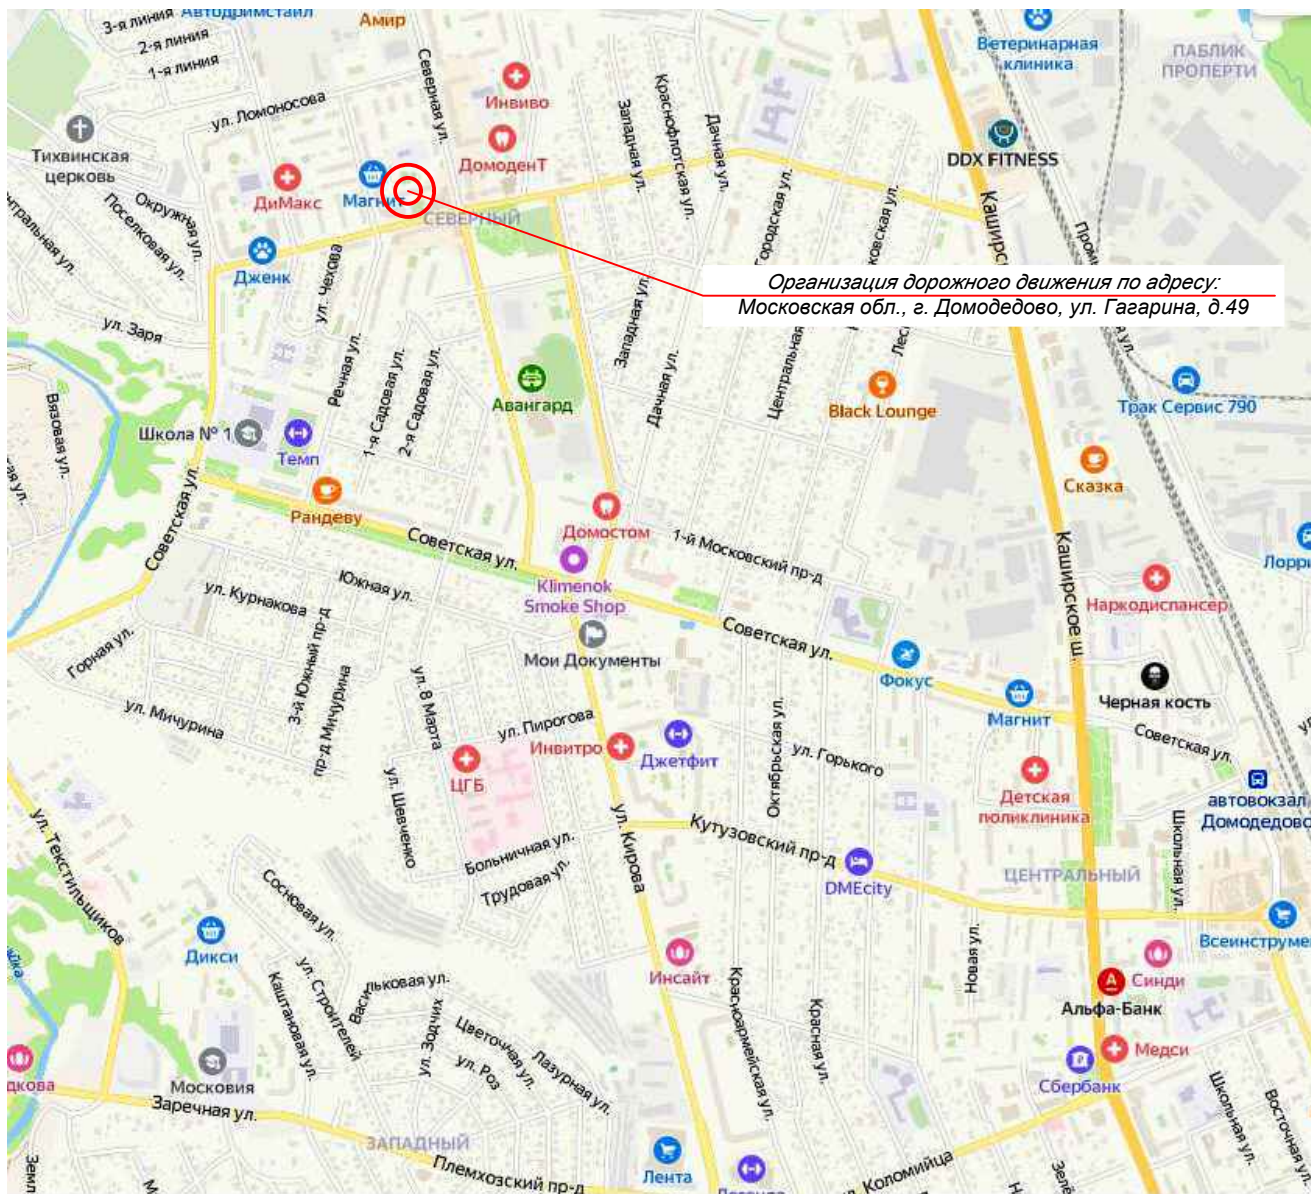 3-я линия
Автодримстайл
Амир
2-я линия
1-я линия
Северная ул.
ул. Ломоносова
Инвиво
ДомоденТ
Западная ул.
Краснофлотская ул.
Дачная ул.
Ветеринарная
клиника
ПАБЛИК
ПРОПЕРТИ
DDX FITNESS
Тихвинская
церковь
ДиМакс
Магнит
СЕВЕРНЫЙ
Окружная ул.
Поселковая ул.
Дженк
ул. Чехова
Организация дорожного движения по адресу:
Московская обл., г. Домодедово, ул. Гагарина, д.49
ул. Заря
Речная ул.
1-я Садовая ул.
2-я Садовая ул.
Авангард
Западная ул.
Дачная ул.
Центральная
Black Lounge
Трак Сервис 790
Вязовая ул.
Школа № 1
Темп
Рандеву
Сказка
Советская ул.
Советская ул.
Домостом
1-й Московский пр-д
Каширское ш.
Klimenok
Smoke Shop
Наркодиспансер
Южная ул.
ул. Курнакова
Мои Документы
Советская ул.
Горная ул.
3-й Южный пр-д
пр-д Мичурина
ул. Мичурина
ул. 8 Марта
Фокус
Магнит
Черная кость
Советская ул.
ул. Пирогова
Инвитро
Джетфит
Октябрьская ул.
ул. Горького
ЦГБ
ул. Шевченко
Детская
поликлиника
автовокзал
Домодедово
ул. Текстильщиков
ул. Кирова
Кутузовский пр-д
Больничная ул.
Трудовая ул.
DMEcity
ЦЕНТРАЛЬНЫЙ
Школьная ул.
Сосновая ул.
Дикси
Новая ул.
Инсайт
Синди
Альфа-Банк
ул. Строителей
Каштановая ул.
ул. Зодчих
Цветочная ул.
ул. Роз
Лазурная ул.
Красноармейская ул.
Красная ул.
Медси
Сбербанк
Московия
Заречная ул.
ЗАПАДНЫЙ
Племхозский пр-д
Лента
Коломийца
Школьная ул.
Восточная ул.